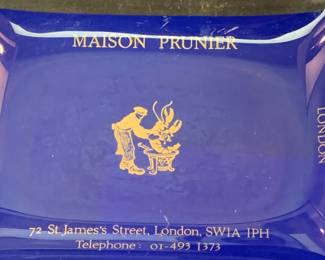 MAISON PRUNIER
LONDON
72 St James's Street, London, SW1A 1PH
Telephone: 01-493 1373